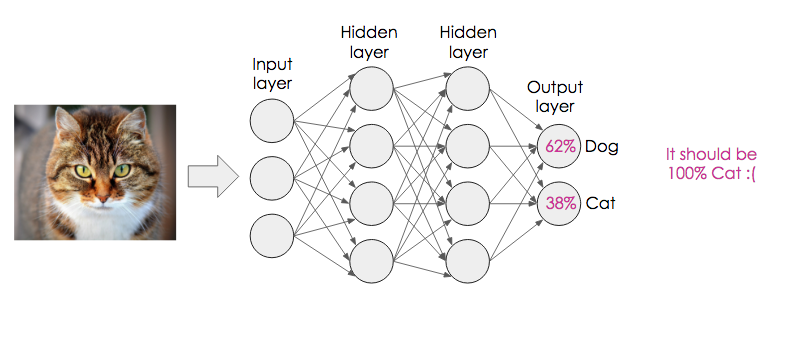 Input
layer
Hidden
layer
Hidden
layer
Output
layer
62% Dog
38% Cat
It should be
100% Cat :(